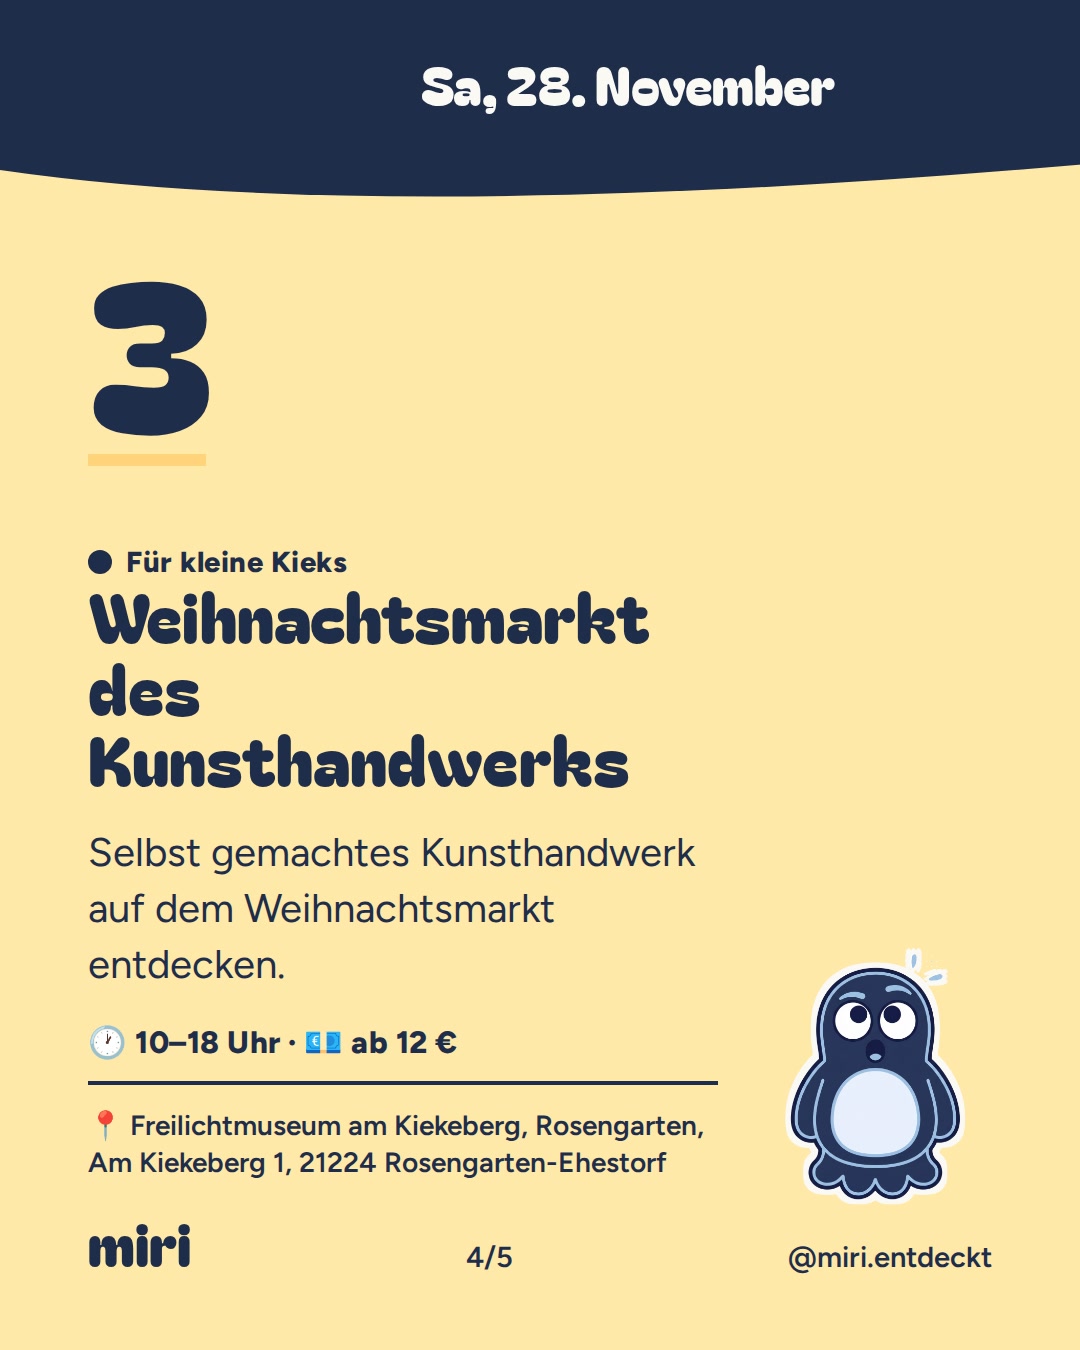 Sa, 28. November
3
Für kleine Kieks
Weihnachtsmarkt
des
Kunsthandwerks
Selbst gemachtes Kunsthandwerk
auf dem Weihnachtsmarkt
entdecken.
🕐 10–18 Uhr · 💶 ab 12 €
📍 Freilichtmuseum am Kiekeberg, Rosengarten,
Am Kiekeberg 1, 21224 Rosengarten-Ehestorf
miri
4/5
@miri.entdeckt